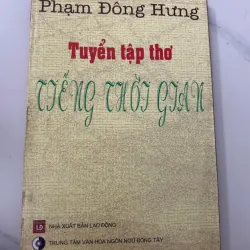 Phạm Đông Hưng
Tuyển tập thơ
TIẾNG THỜI GIAN
LĐ NHÀ XUẤT BẢN LAO ĐỘNG
TRUNG TÂM VĂN HÓA NGÔN NGỮ ĐÔNG TÂY